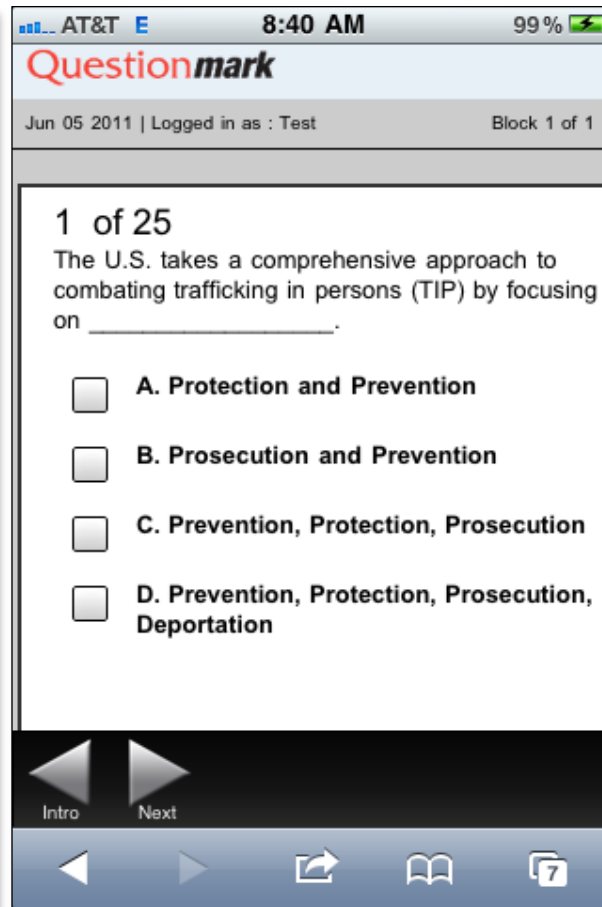 AT&T E 8:40 AM 99%
Questionmark
Jun 05 2011 | Logged in as : Test Block 1 of 1
1 of 25
The U.S. takes a comprehensive approach to
combating trafficking in persons (TIP) by focusing
on __________________.
A. Protection and Prevention
B. Prosecution and Prevention
C. Prevention, Protection, Prosecution
D. Prevention, Protection, Prosecution,
Deportation
Intro Next
7